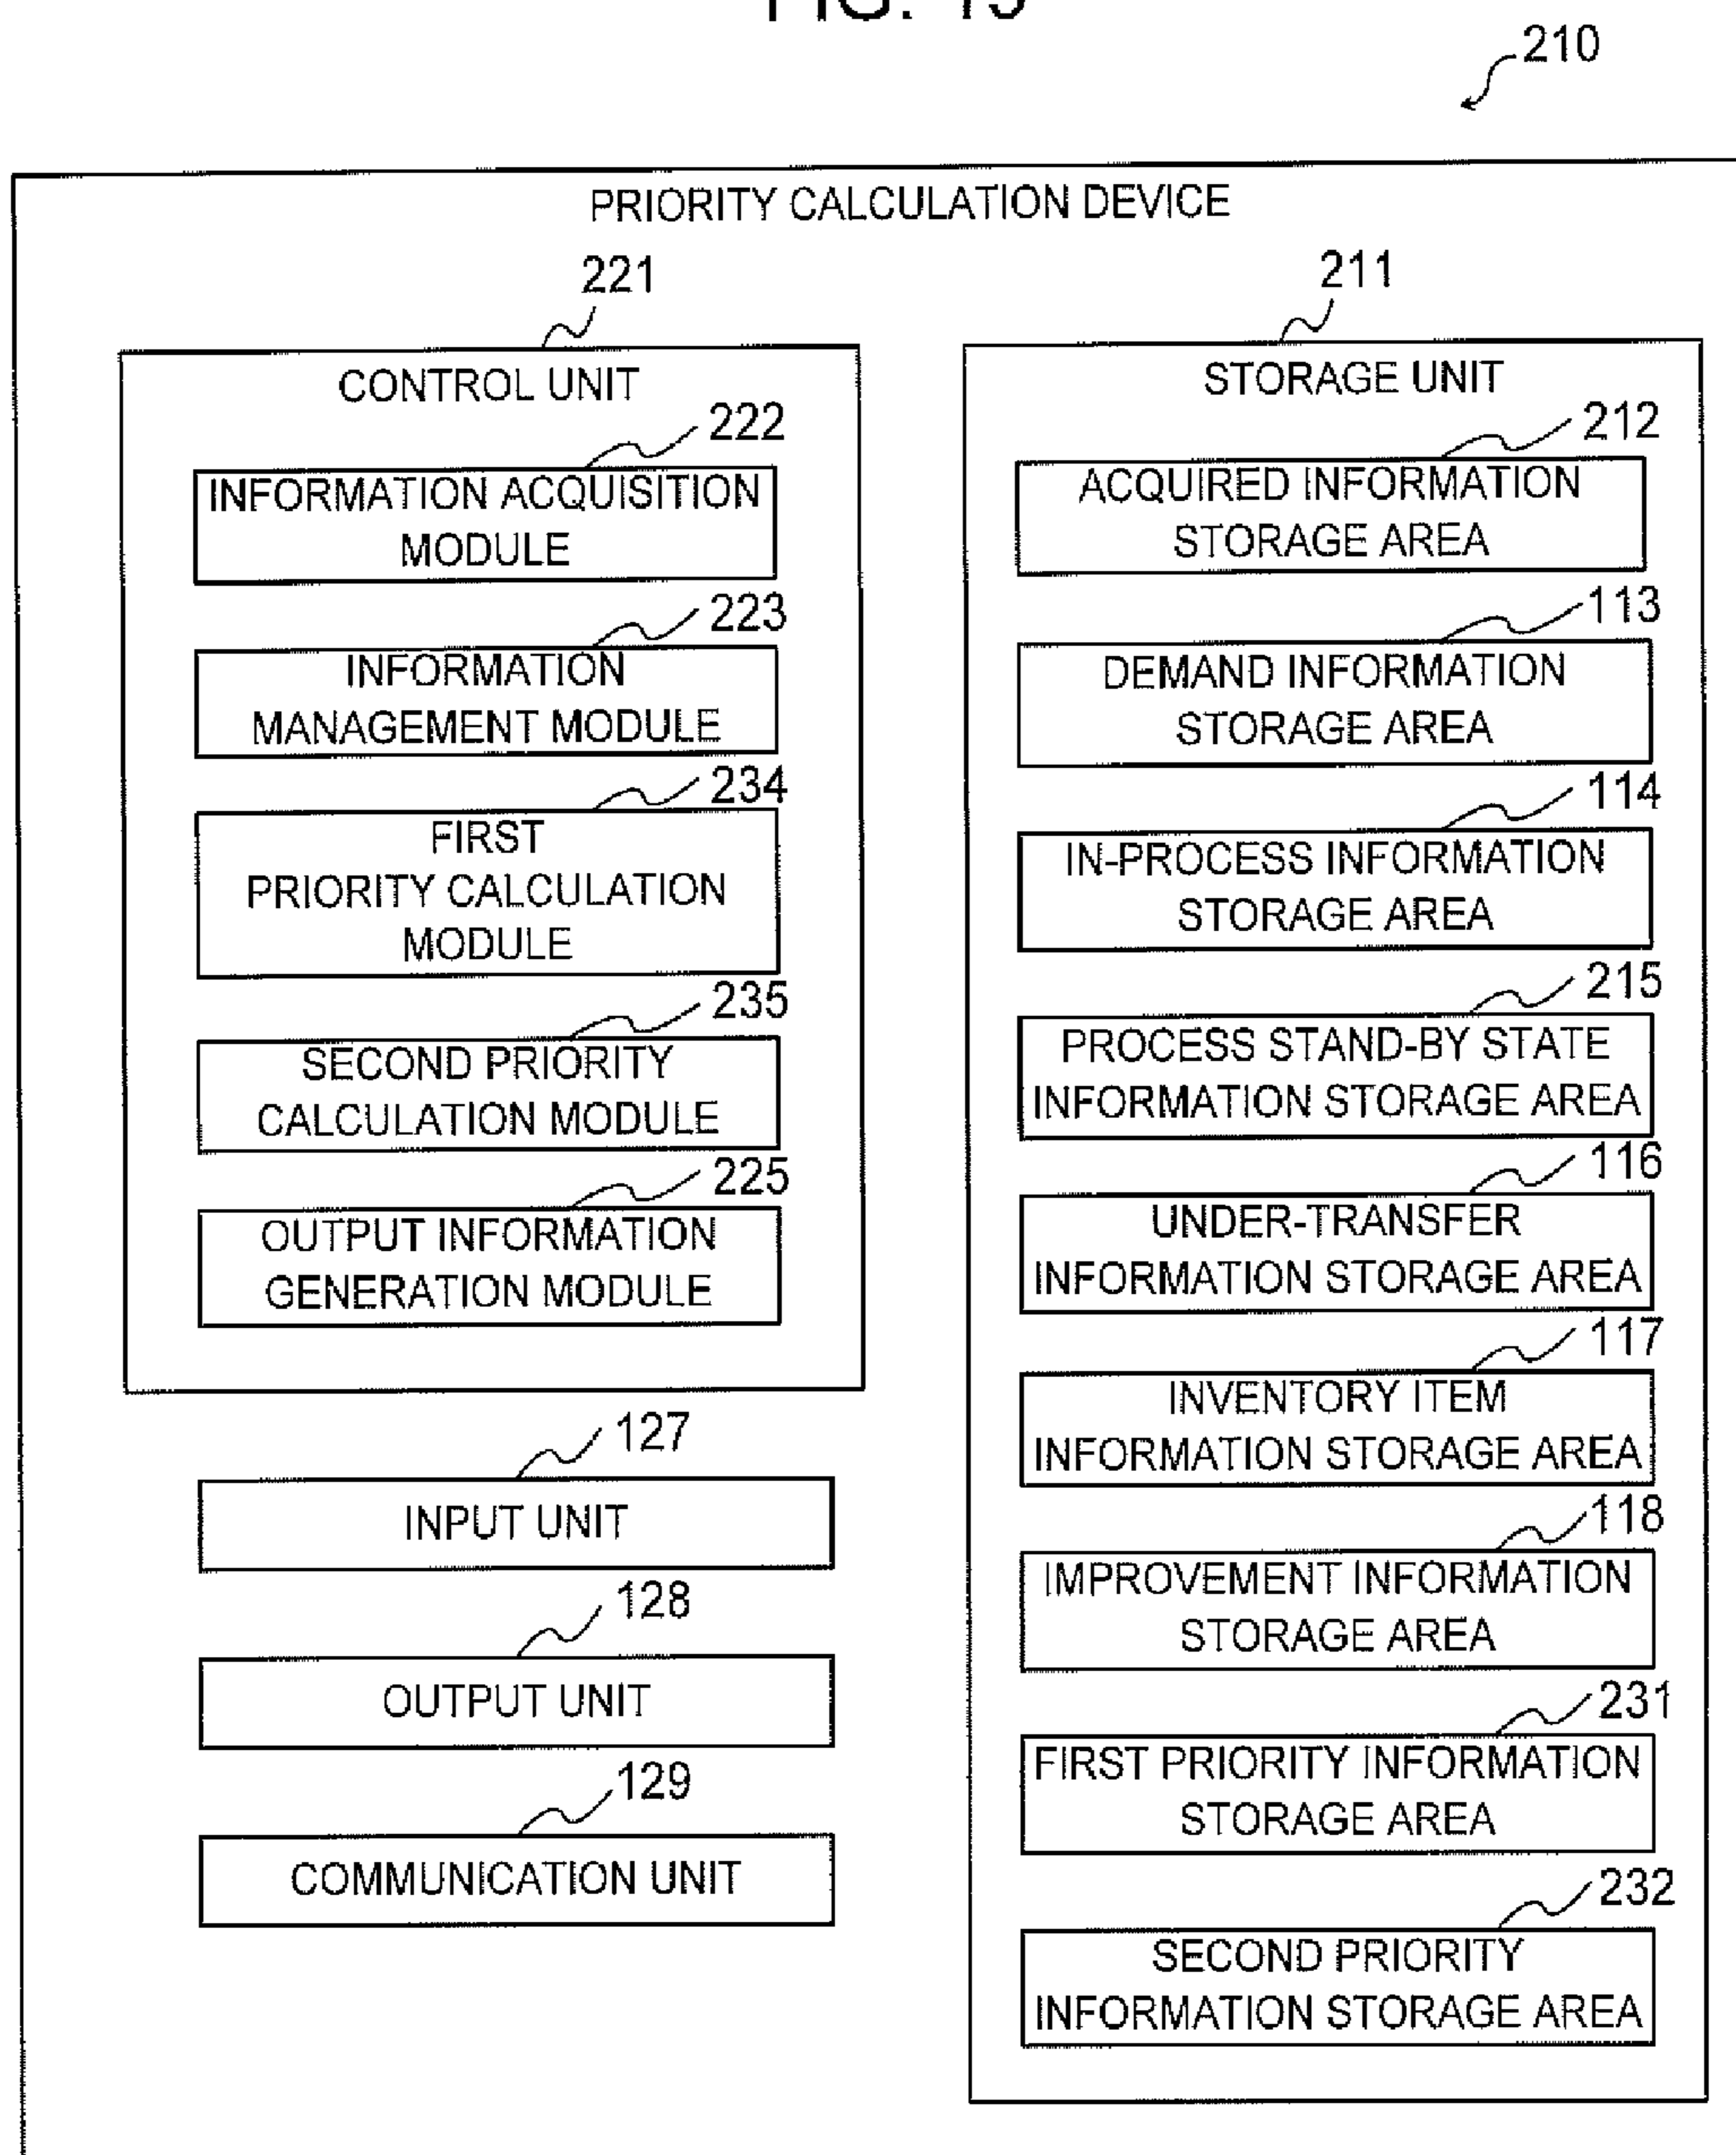 210
PRIORITY CALCULATION DEVICE
221
CONTROL UNIT
222
INFORMATION ACQUISITION
MODULE
223
INFORMATION
MANAGEMENT MODULE
234
FIRST
PRIORITY CALCULATION
MODULE
235
SECOND PRIORITY
CALCULATION MODULE
225
OUTPUT INFORMATION
GENERATION MODULE
127
INPUT UNIT
128
OUTPUT UNIT
129
COMMUNICATION UNIT
211
STORAGE UNIT
212
ACQUIRED INFORMATION
STORAGE AREA
113
DEMAND INFORMATION
STORAGE AREA
114
IN-PROCESS INFORMATION
STORAGE AREA
215
PROCESS STAND-BY STATE
INFORMATION STORAGE AREA
116
UNDER-TRANSFER
INFORMATION STORAGE AREA
117
INVENTORY ITEM
INFORMATION STORAGE AREA
118
IMPROVEMENT INFORMATION
STORAGE AREA
231
FIRST PRIORITY INFORMATION
STORAGE AREA
232
SECOND PRIORITY
INFORMATION STORAGE AREA